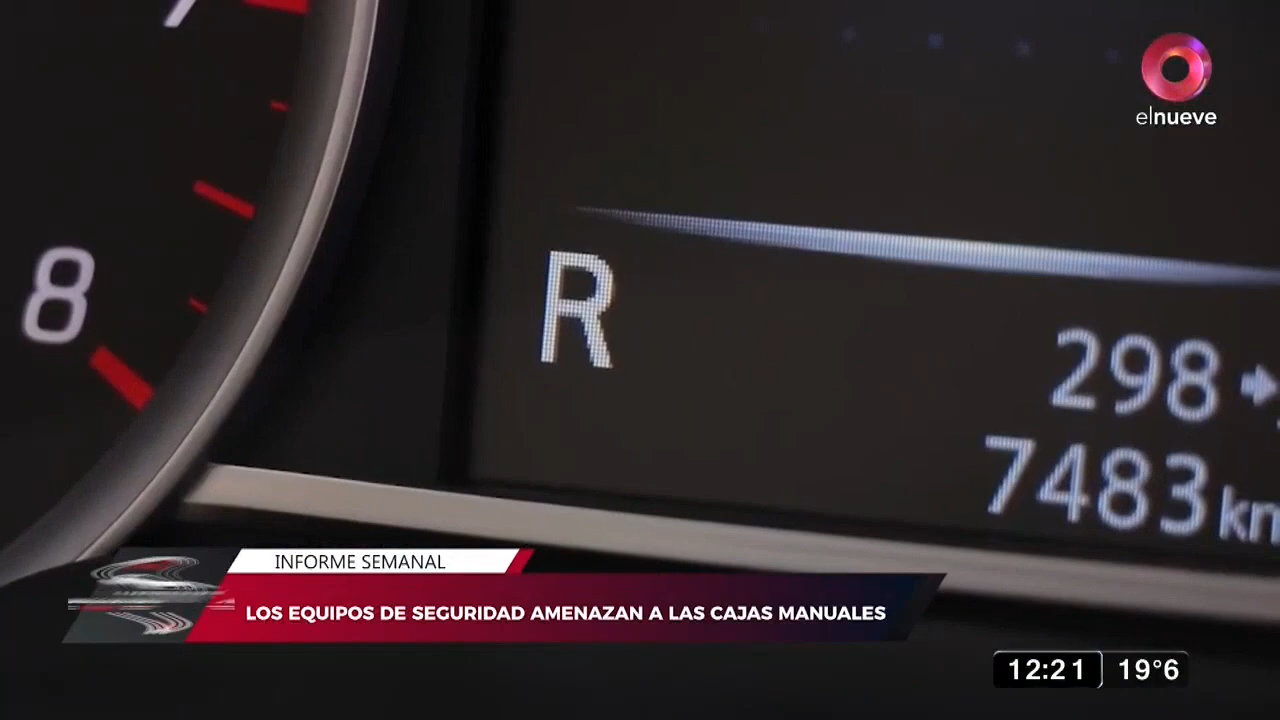 7
elnueve
8
R
298
7483 km
INFORME SEMANAL
LOS EQUIPOS DE SEGURIDAD AMENAZAN A LAS CAJAS MANUALES
12:21 19°6